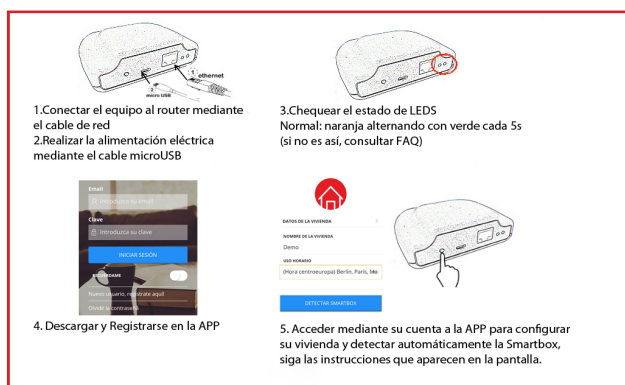 1
ethernet
2
micro USB
1.Conectar el equipo al router mediante
el cable de red
2.Realizar la alimentación eléctrica
mediante el cable microUSB
3.Chequear el estado de LEDS
Normal: naranja alternando con verde cada 5s
(si no es así, consultar FAQ)
Email
Introduzca su email
Clave
Introduzca su clave
INICIAR SESIÓN
RECUÉRDAME
Nuevo usuario, regístrate aquí!
Olvidé la contraseña
4. Descargar y Registrarse en la APP
DATOS DE LA VIVIENDA
NOMBRE DE LA VIVIENDA
Demo
USO HORARIO
(Hora centroeuropa) Berlín, París, Ma
DETECTAR SMARTBOX
5. Acceder mediante su cuenta a la APP para configurar
su vivienda y detectar automáticamente la Smartbox,
siga las instrucciones que aparecen en la pantalla.